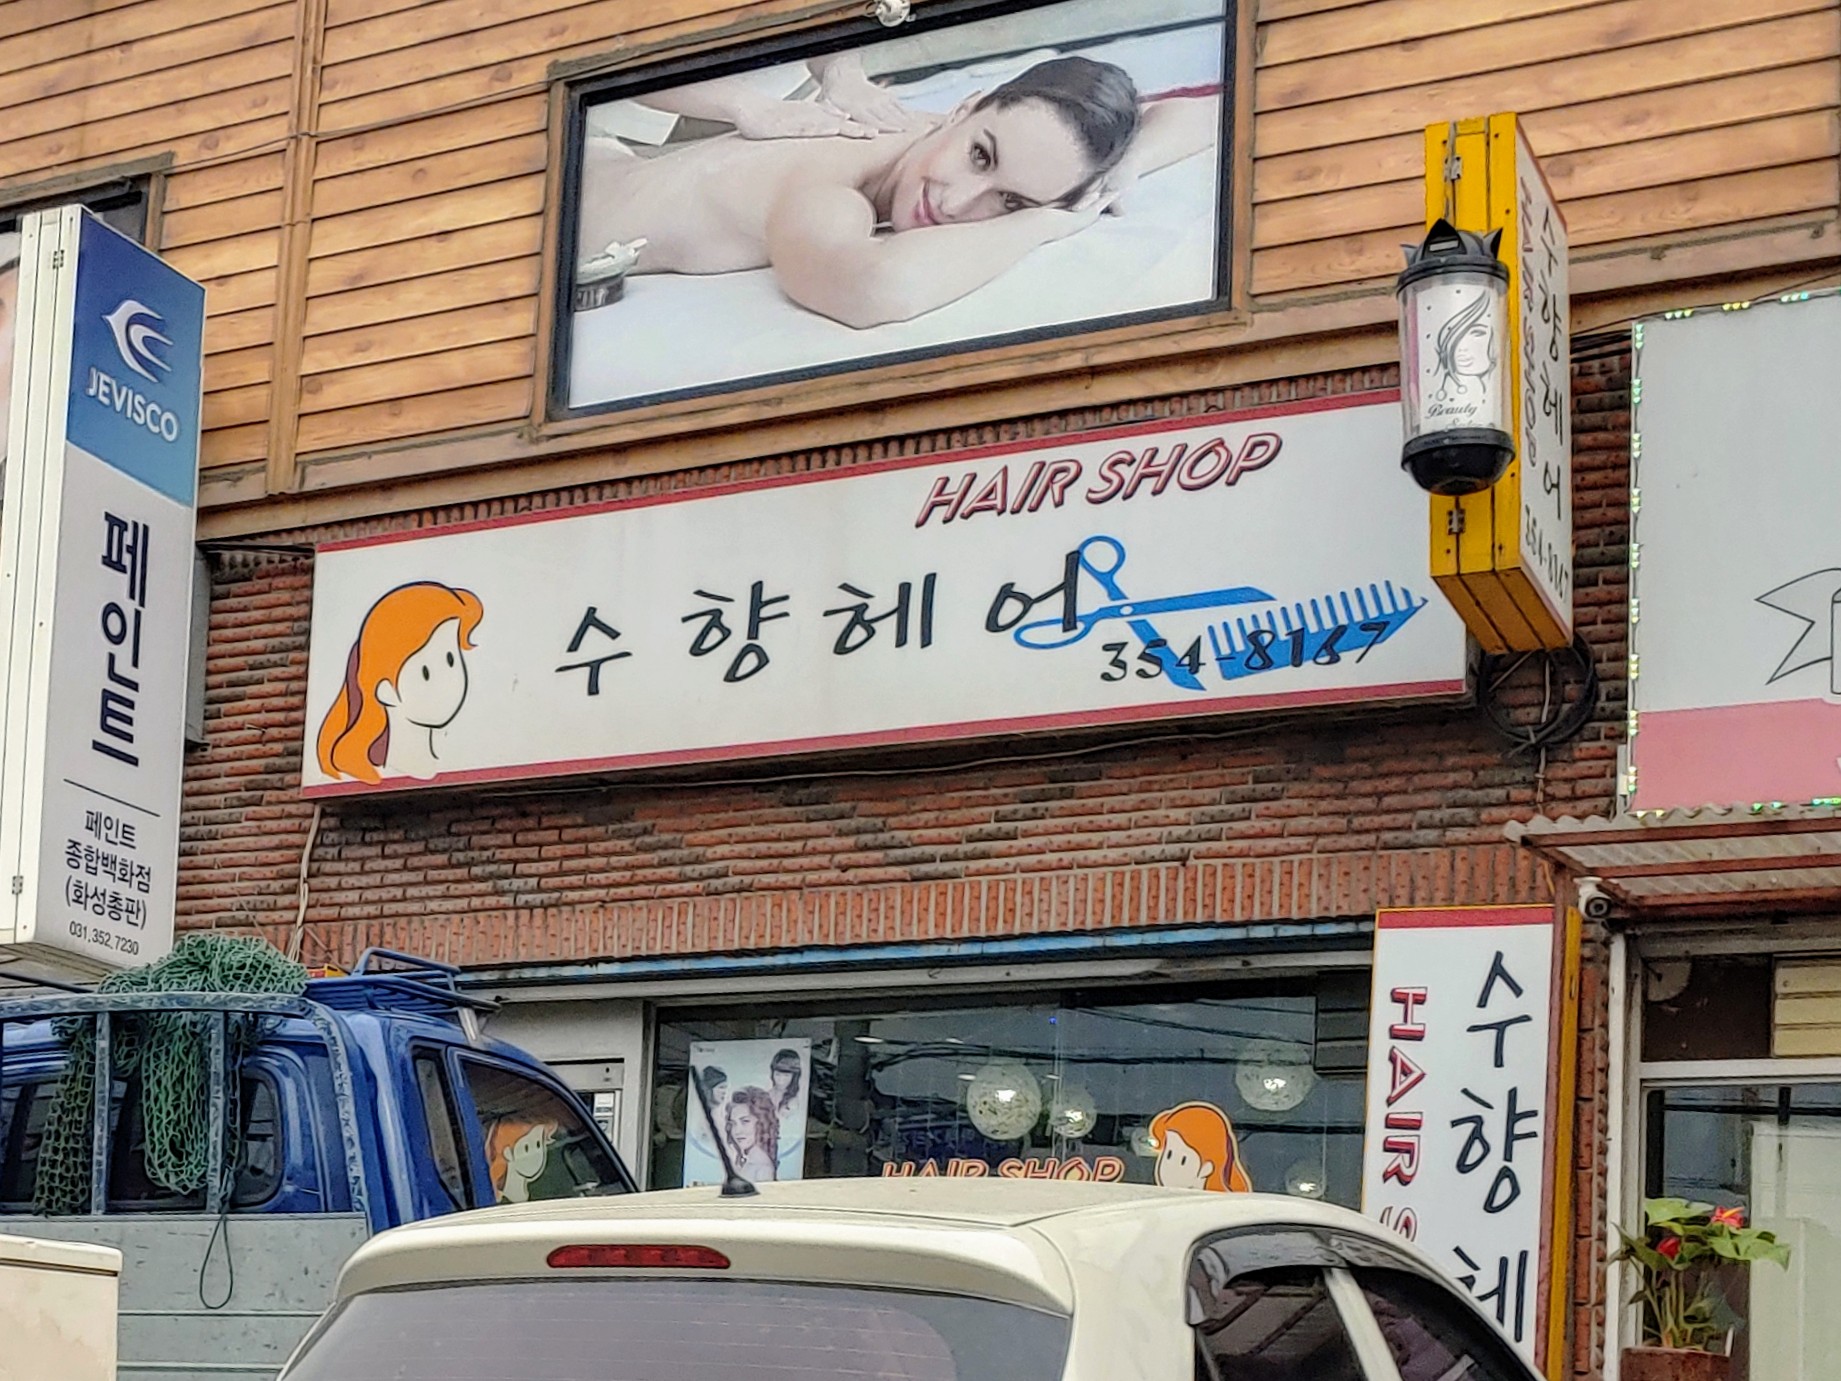 JEVISCO
페인트
페인트
종합백화점
(화성총판)
031.352.7230
HAIR SHOP
수향헤어
354-8167
Beauty
수향헤어
HAIR SHOP
HAIR SHOP
수향헤
HAIR S